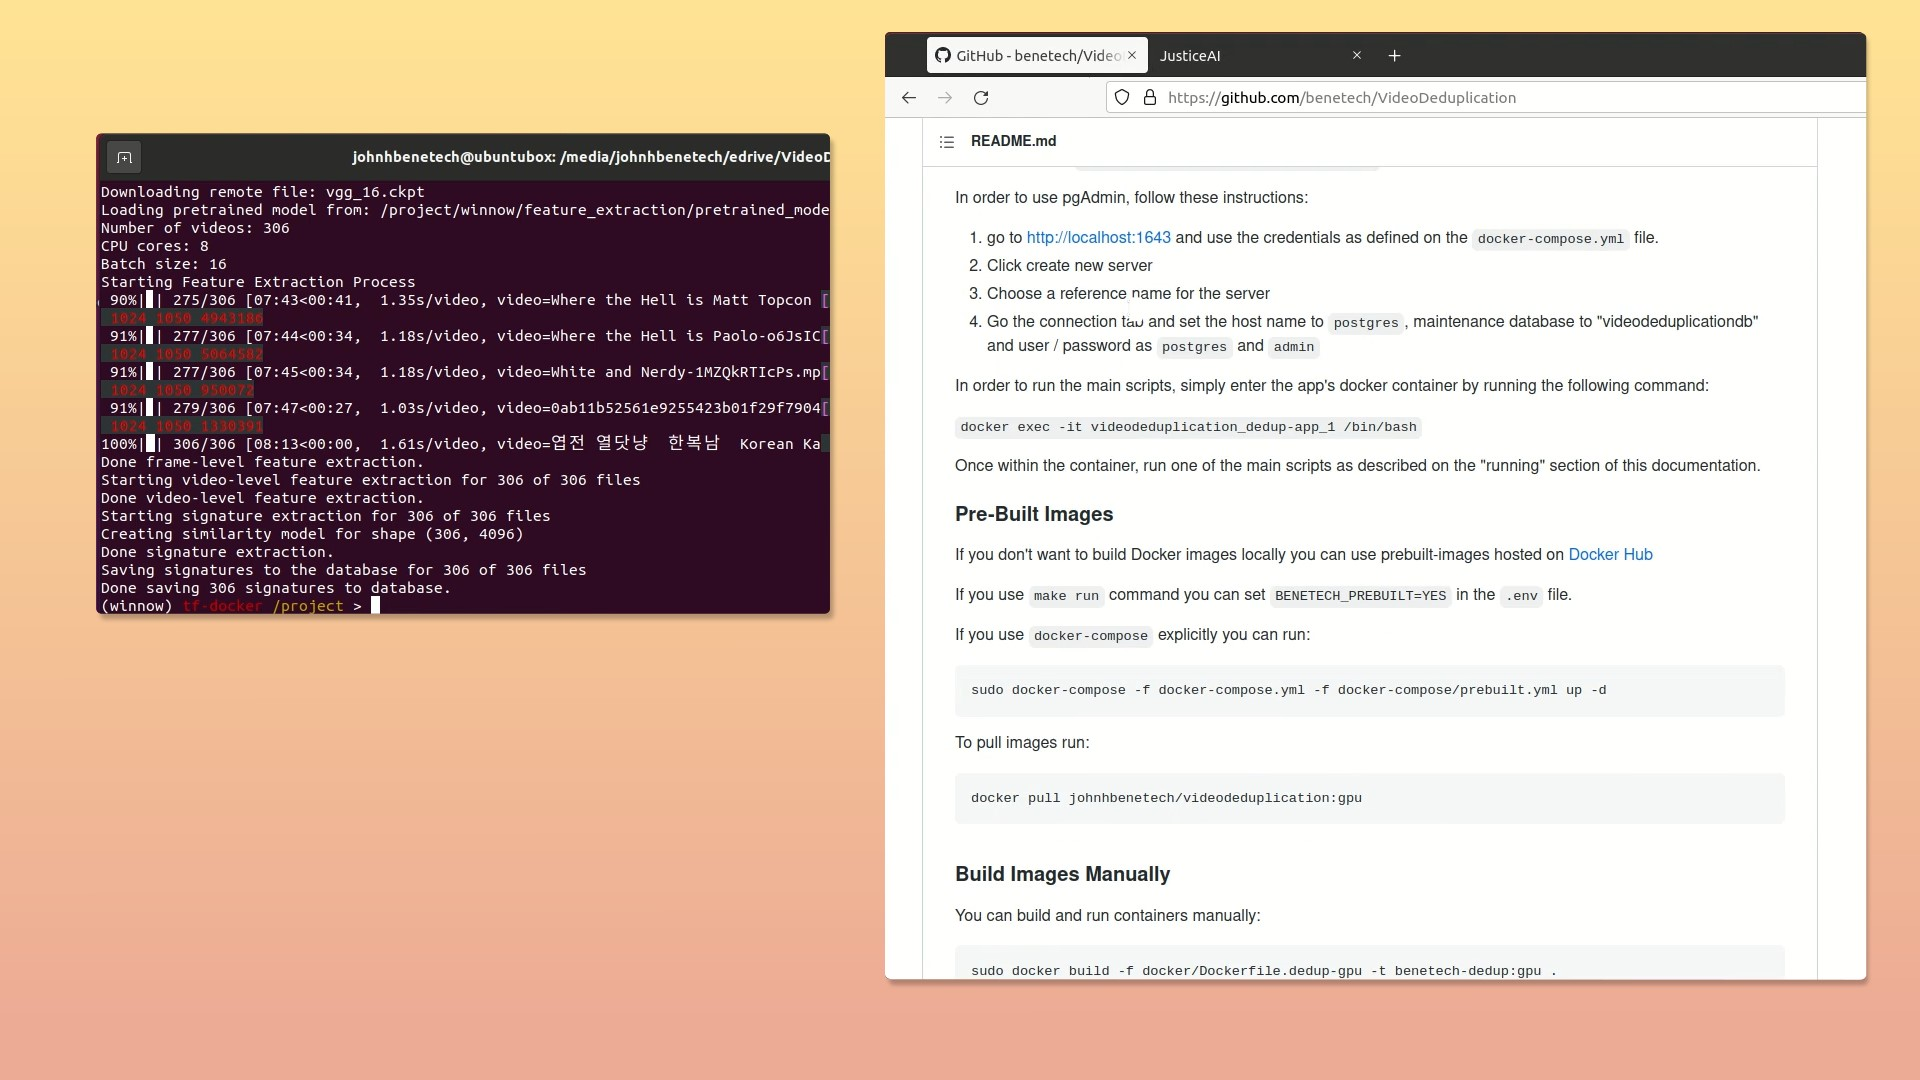 johnhbenetech@ubuntubox: /media/johnhbenetech/edrive/VideoD
Downloading remote file: vgg_16.ckpt
Loading pretrained model from: /project/winnow/feature_extraction/pretrained_mode
Number of videos: 306
CPU cores: 8
Batch size: 16
Starting Feature Extraction Process
90%|█| 275/306 [07:43<00:41, 1.35s/video, video=Where the Hell is Matt Topcon [
1024 1050 4943186
91%|█| 277/306 [07:44<00:34, 1.18s/video, video=Where the Hell is Paolo-o6JsIC[
1024 1050 5064582
91%|█| 277/306 [07:45<00:34, 1.18s/video, video=White and Nerdy-1MZQkRTIcPs.mp[
1024 1050 950072
91%|█| 279/306 [07:47<00:27, 1.03s/video, video=0ab11b52561e9255423b01f29f7904[
1024 1050 1330391
100%|█| 306/306 [08:13<00:00, 1.61s/video, video=엽전 열닷냥 한복남 Korean Ka
Done frame-level feature extraction.
Starting video-level feature extraction for 306 of 306 files
Done video-level feature extraction.
Starting signature extraction for 306 of 306 files
Creating similarity model for shape (306, 4096)
Done signature extraction.
Saving signatures to the database for 306 of 306 files
Done saving 306 signatures to database.
(winnow) tf-docker /project >
GitHub - benetech/Video
JusticeAI
https://github.com/benetech/VideoDeduplication
README.md
In order to use pgAdmin, follow these instructions:
1. go to http://localhost:1643 and use the credentials as defined on the docker-compose.yml file.
2. Click create new server
3. Choose a reference name for the server
4. Go the connection tab and set the host name to postgres, maintenance database to "videodeduplicationdb"
and user / password as postgres and admin
In order to run the main scripts, simply enter the app's docker container by running the following command:
docker exec -it videodeduplication_dedup-app_1 /bin/bash
Once within the container, run one of the main scripts as described on the "running" section of this documentation.
Pre-Built Images
If you don't want to build Docker images locally you can use prebuilt-images hosted on Docker Hub
If you use make run command you can set BENETECH_PREBUILT=YES in the .env file.
If you use docker-compose explicitly you can run:
sudo docker-compose -f docker-compose.yml -f docker-compose/prebuilt.yml up -d
To pull images run:
docker pull johnhbenetech/videodeduplication:gpu
Build Images Manually
You can build and run containers manually:
sudo docker build -f docker/Dockerfile.dedup-gpu -t benetech-dedup:gpu .